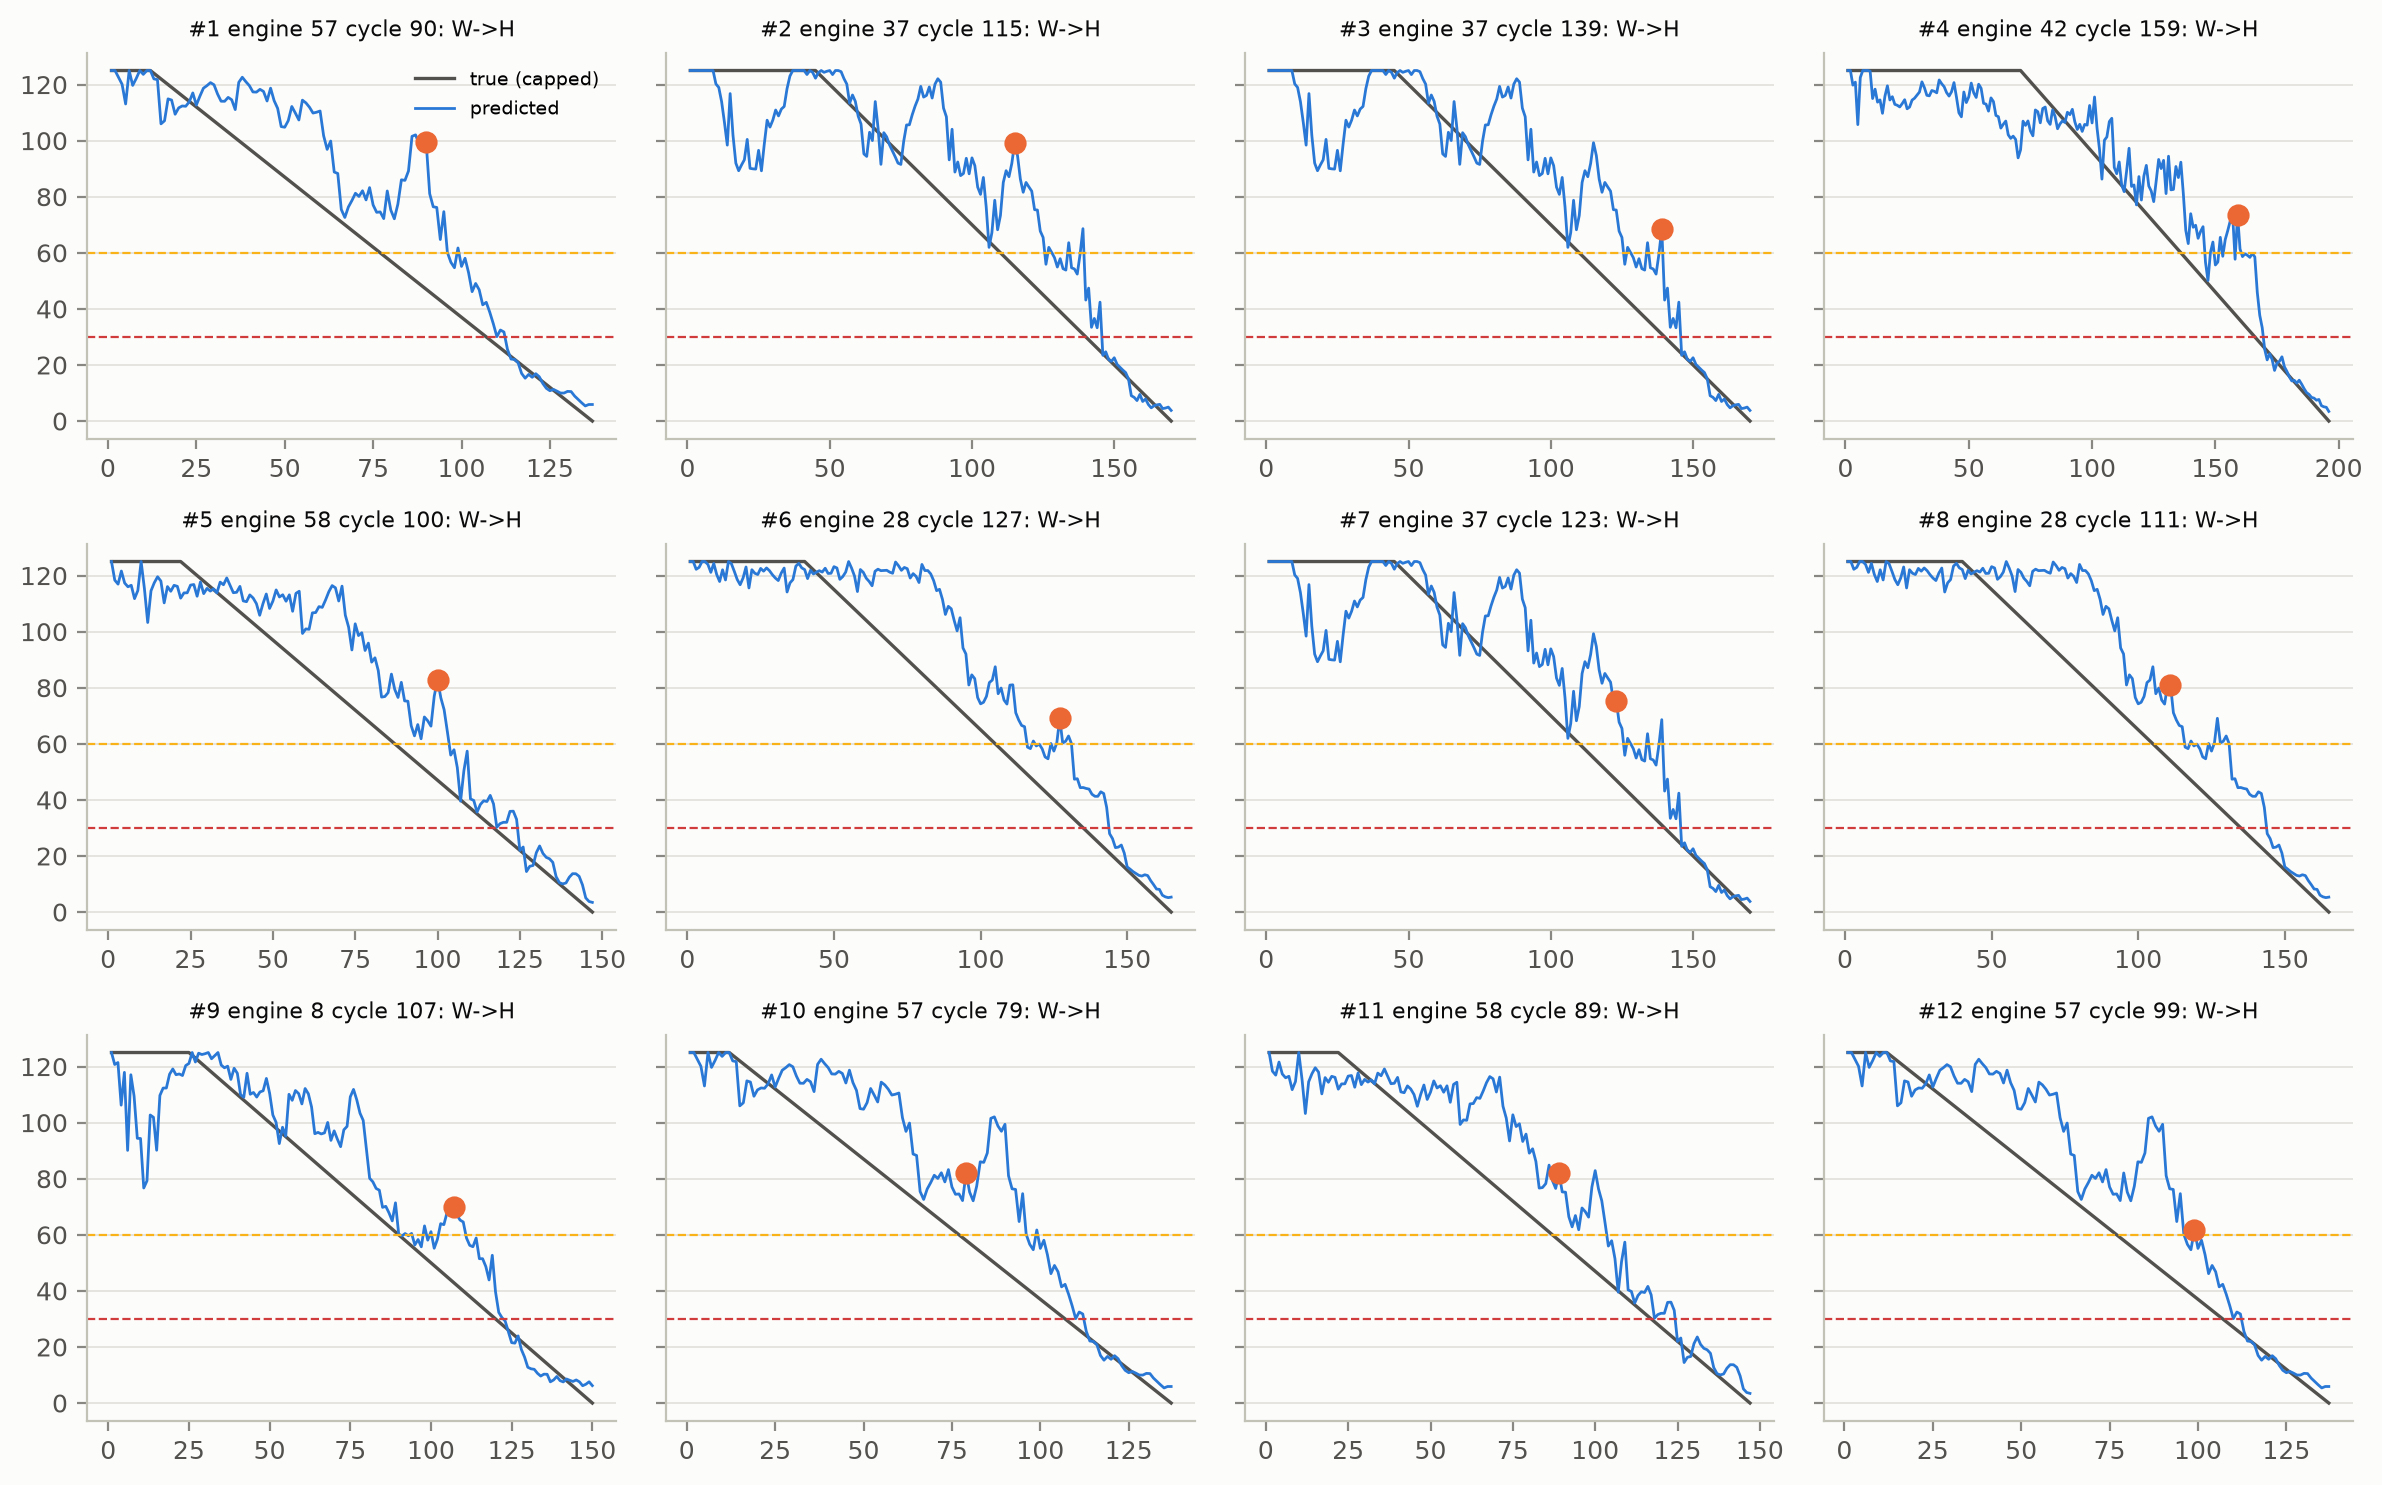 #1 engine 57 cycle 90: W->H
#2 engine 37 cycle 115: W->H
#3 engine 37 cycle 139: W->H
#4 engine 42 cycle 159: W->H
true (capped)
predicted
120
100
80
60
40
20
0
0 25 50 75 100 125
0 50 100 150
0 50 100 150
0 50 100 150 200
#5 engine 58 cycle 100: W->H
#6 engine 28 cycle 127: W->H
#7 engine 37 cycle 123: W->H
#8 engine 28 cycle 111: W->H
120
100
80
60
40
20
0
0 25 50 75 100 125 150
0 50 100 150
0 50 100 150
0 50 100 150
#9 engine 8 cycle 107: W->H
#10 engine 57 cycle 79: W->H
#11 engine 58 cycle 89: W->H
#12 engine 57 cycle 99: W->H
120
100
80
60
40
20
0
0 25 50 75 100 125 150
0 25 50 75 100 125
0 25 50 75 100 125 150
0 25 50 75 100 125